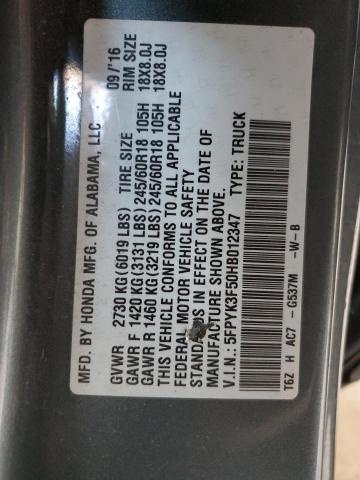 MFD. BY HONDA MFG. OF ALABAMA, LLC 09/'16
TIRE SIZE RIM SIZE
GVWR 2730 KG(6019 LBS)
GAWR F 1420 KG(3131 LBS) 245/60R18 105H 18X8.0J
GAWR R 1460 KG(3219 LBS) 245/60R18 105H 18X8.0J
THIS VEHICLE CONFORMS TO ALL APPLICABLE
FEDERAL MOTOR VEHICLE SAFETY
STANDARDS IN EFFECT ON THE DATE OF
MANUFACTURE SHOWN ABOVE.
V.I.N.: 5FPYK3F50HB012347 TYPE: TRUCK
T6Z H AC7 - G537M -W-B